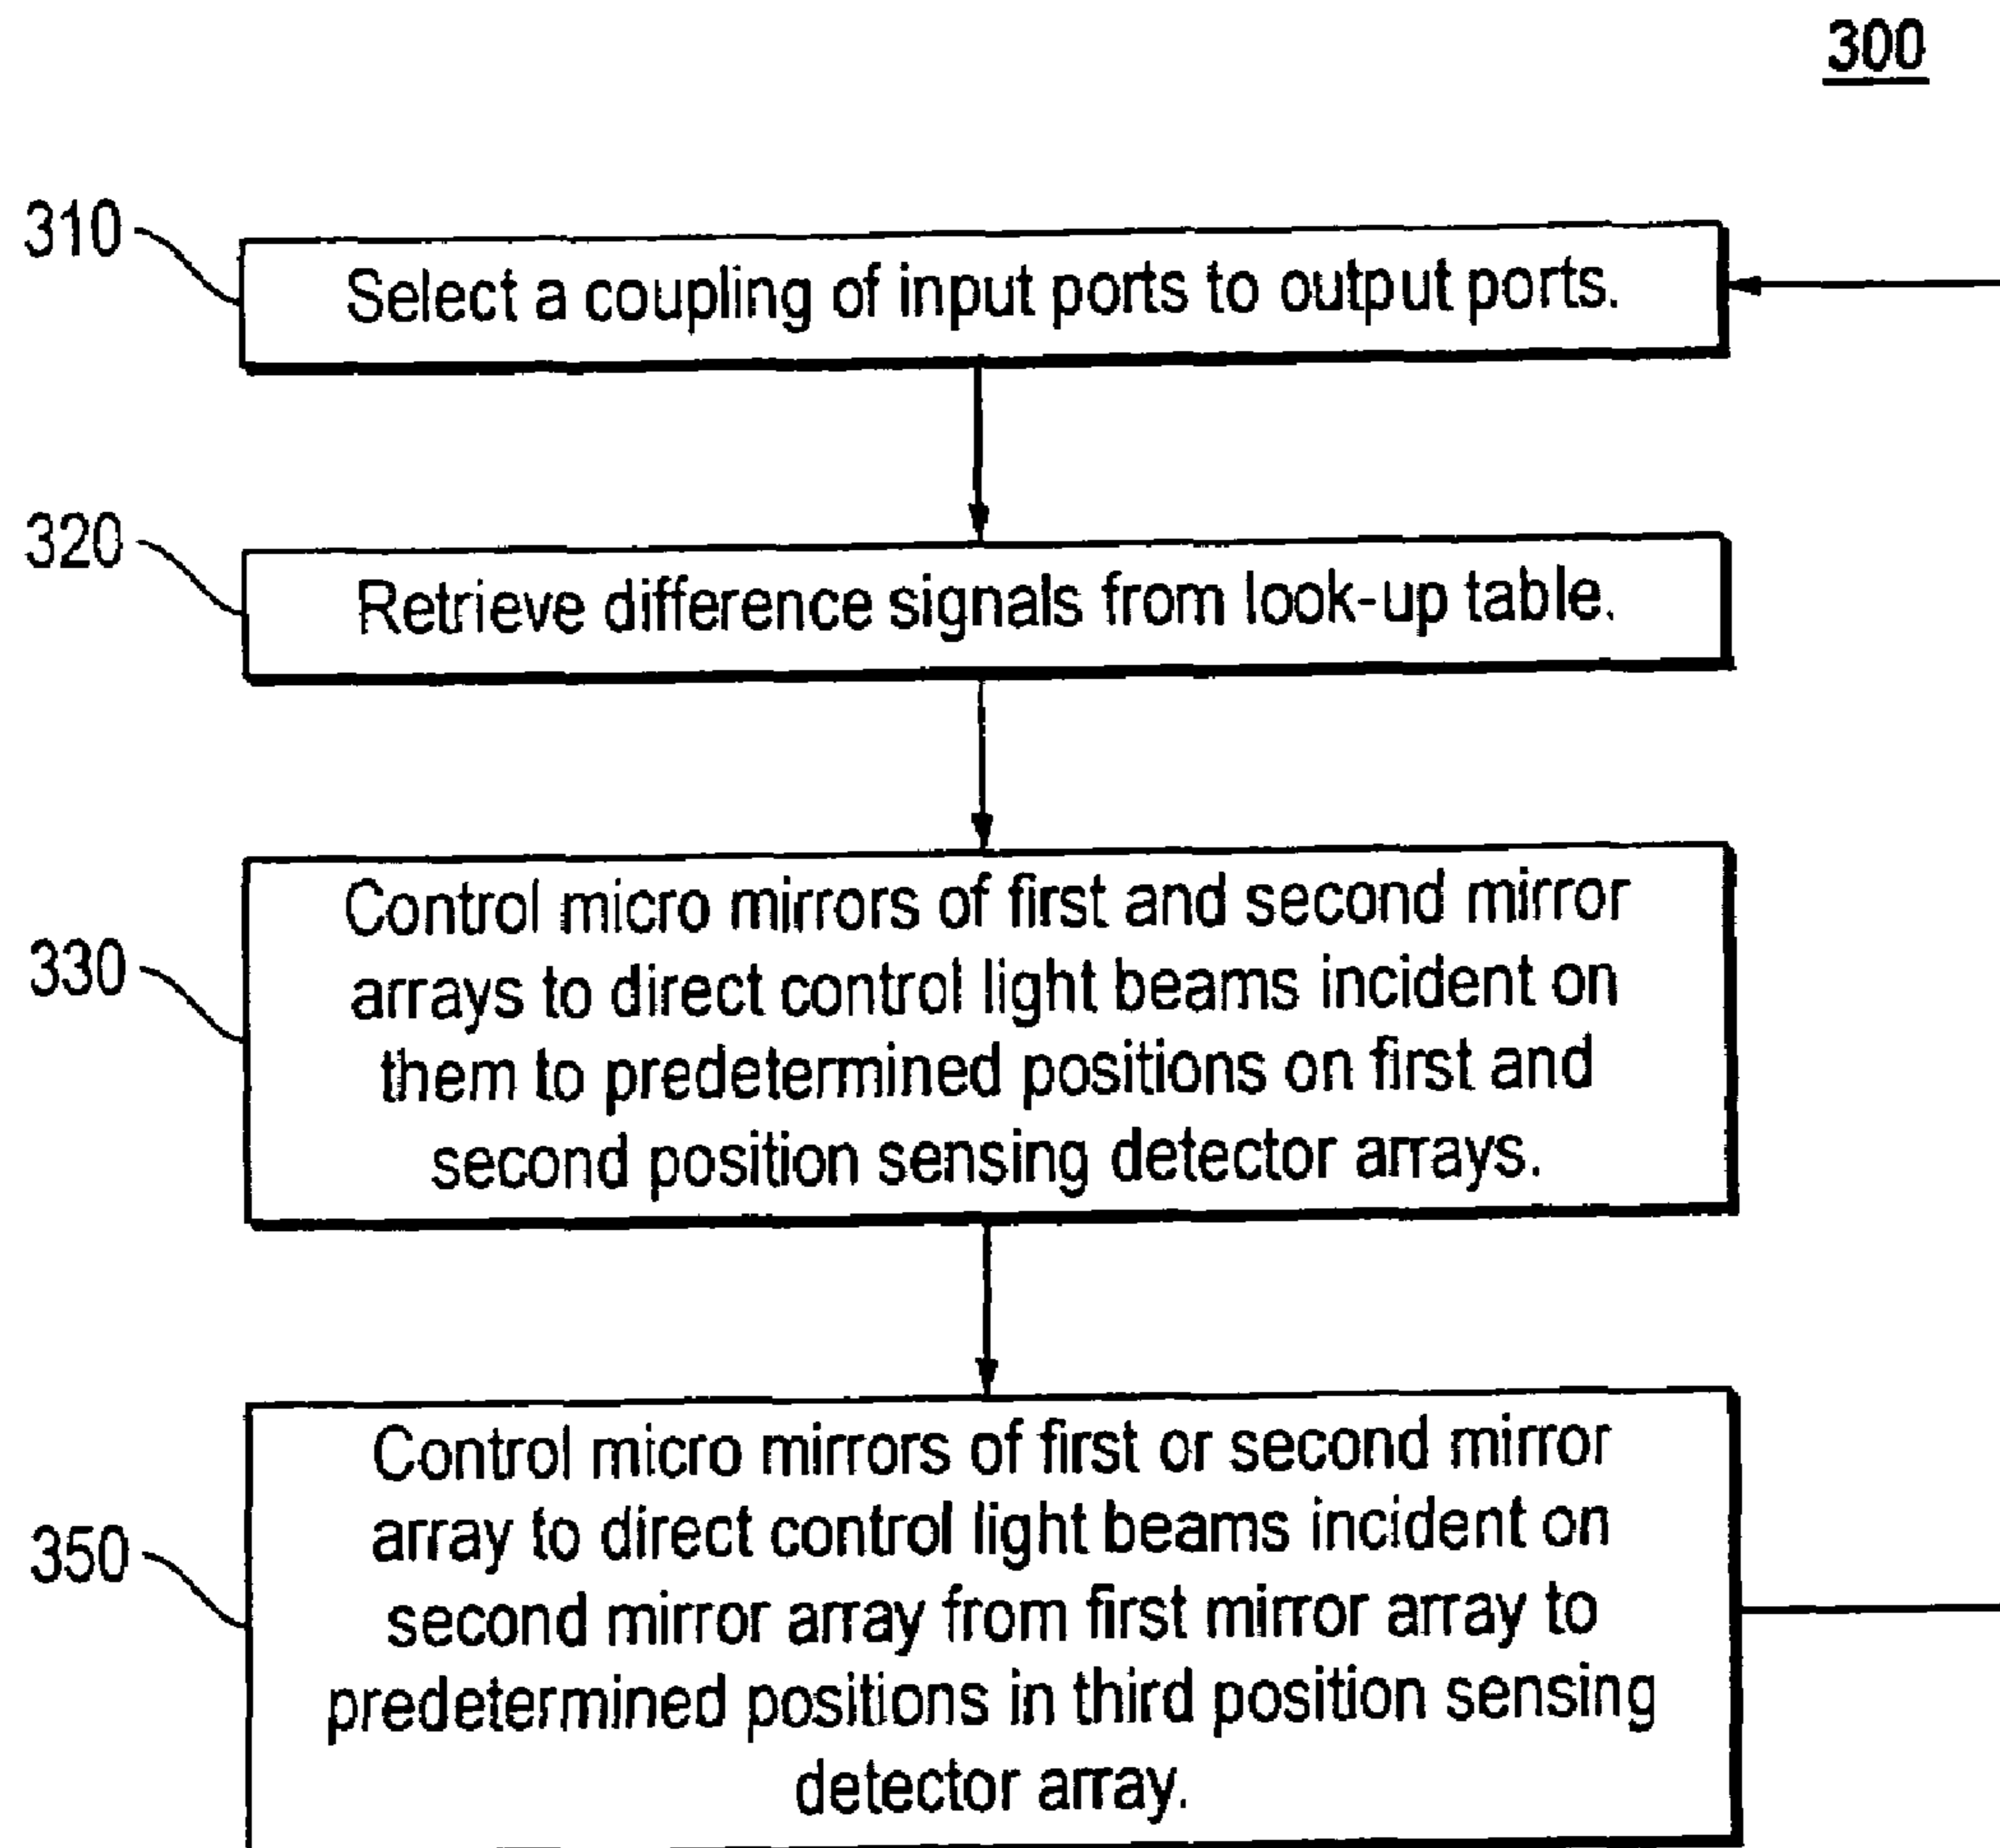 300
310
Select a coupling of input ports to output ports.
320
Retrieve difference signals from look-up table.
330
Control micro mirrors of first and second mirror
arrays to direct control light beams incident on
them to predetermined positions on first and
second position sensing detector arrays.
350
Control micro mirrors of first or second mirror
array to direct control light beams incident on
second mirror array from first mirror array to
predetermined positions in third position sensing
detector array.